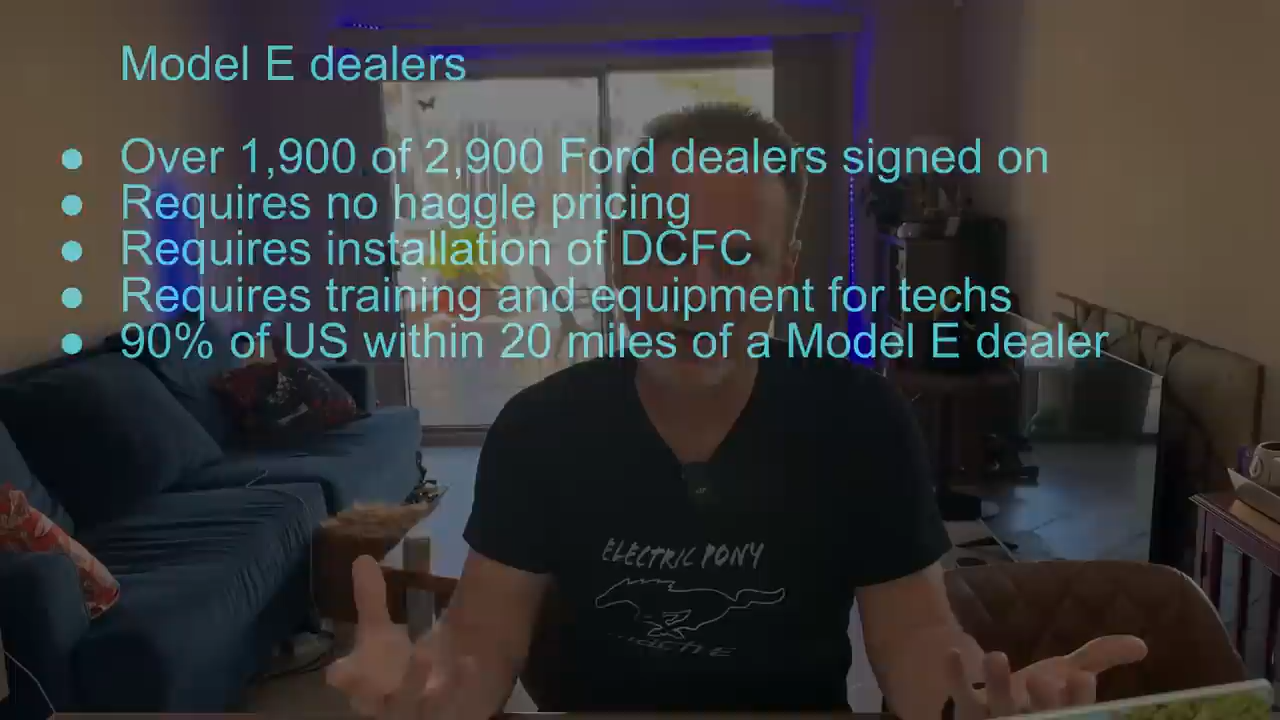 Model E dealers
● Over 1,900 of 2,900 Ford dealers signed on
● Requires no haggle pricing
● Requires installation of DCFC
● Requires training and equipment for techs
● 90% of US within 20 miles of a Model E dealer
ELECTRIC PONY